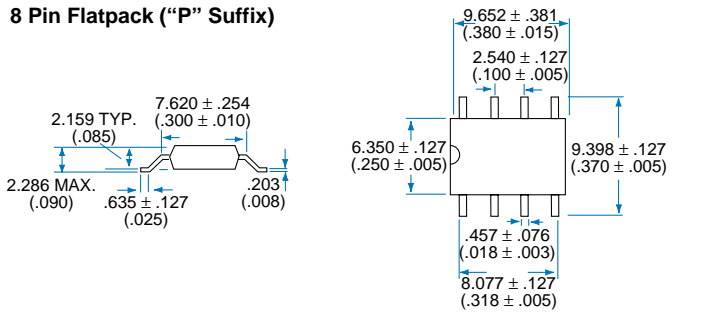 8 Pin Flatpack (“P” Suffix)
9.652 ± .381
(.380 ± .015)
2.540 ± .127
(.100 ± .005)
7.620 ± .254
(.300 ± .010)
2.159 TYP.
(.085)
6.350 ± .127
(.250 ± .005)
9.398 ± .127
(.370 ± .005)
2.286 MAX.
(.090)
.635 ± .127
(.025)
.203
(.008)
.457 ± .076
(.018 ± .003)
8.077 ± .127
(.318 ± .005)